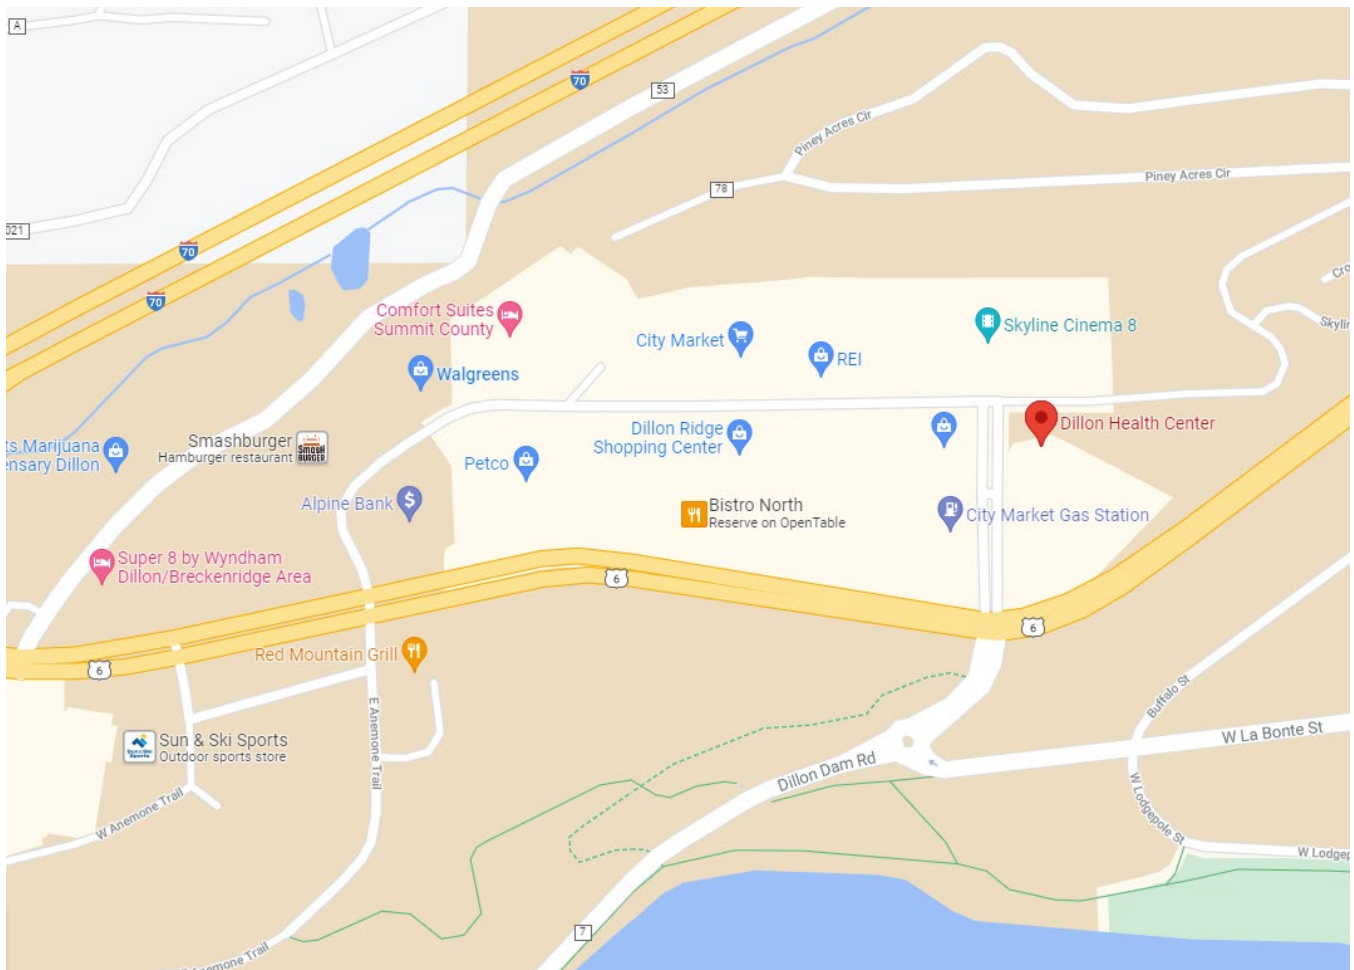 A
70
53
Piney Acres Cir
78
Piney Acres Cir
021
70
70
Comfort Suites
Summit County
City Market
REI
Skyline Cinema 8
Walgreens
Smashburger
Hamburger restaurant
SMASH
BURGER
Dillon Ridge
Shopping Center
Dillon Health Center
ts Marijuana
ensary Dillon
Petco
Alpine Bank
Bistro North
Reserve on OpenTable
City Market Gas Station
Super 8 by Wyndham
Dillon/Breckenridge Area
6
6
6
Red Mountain Grill
E Anemone Trail
Buffalo St
W La Bonte St
Sun & Ski Sports
Outdoor sports store
Dillon Dam Rd
W Anemone Trail
W Lodgepole St
W Lodgep
7
Anemone Trail